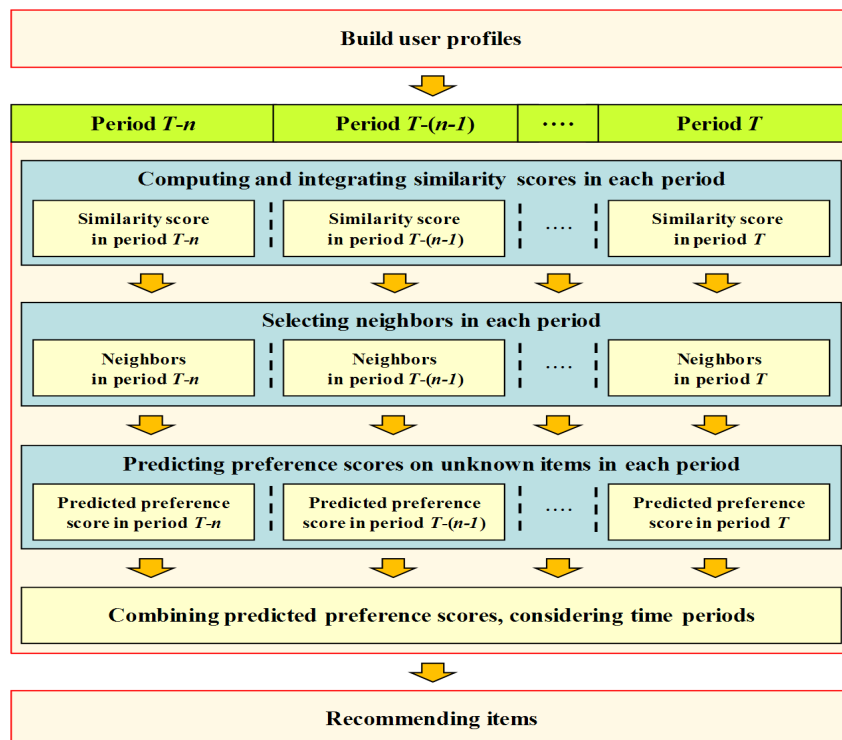 Build user profiles
Period T-n Period T-(n-1) .... Period T
Computing and integrating similarity scores in each period
Similarity score
in period T-n
Similarity score
in period T-(n-1)
....
Similarity score
in period T
Selecting neighbors in each period
Neighbors
in period T-n
Neighbors
in period T-(n-1)
....
Neighbors
in period T
Predicting preference scores on unknown items in each period
Predicted preference
score in period T-n
Predicted preference
score in period T-(n-1)
....
Predicted preference
score in period T
Combining predicted preference scores, considering time periods
Recommending items